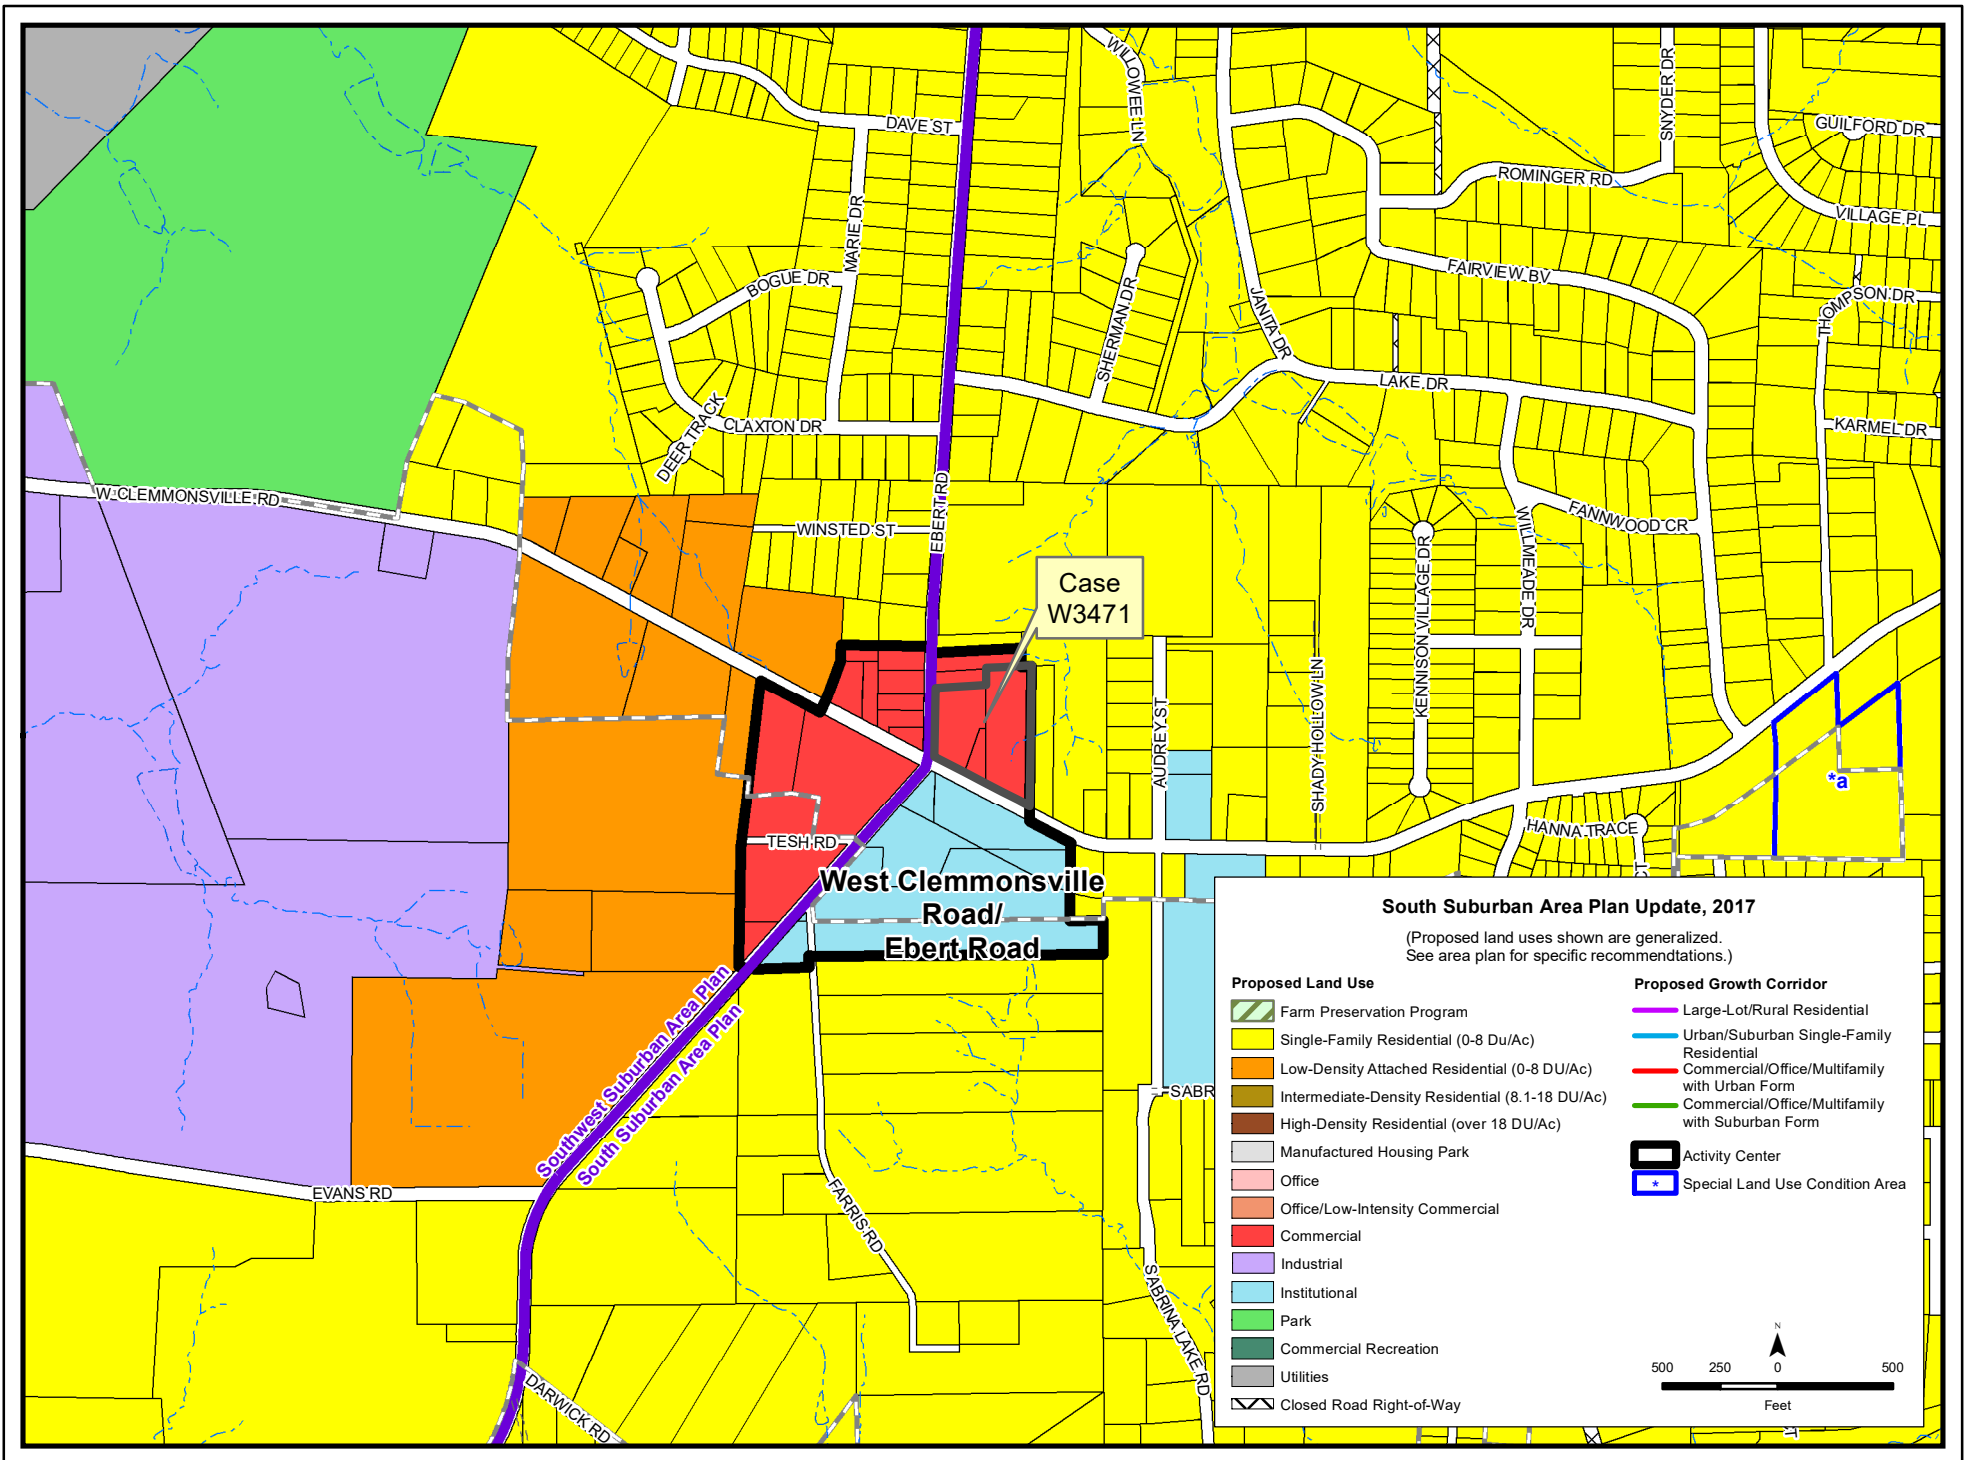 WILLOWEE LN
SNYDER DR
DAVE ST
GUILFORD DR
ROMINGER RD
MARIE DR
VILLAGE PL
BOGUE DR
FAIRVIEW BV
SHERMAN DR
JANITA DR
THOMPSON DR
LAKE DR
DEER TRACK
CLAXTON DR
KARMEL DR
W CLEMMONSVILLE RD
EBERT RD
WINSTED ST
FANNWOOD CR
WILLMEADE DR
KENNISON VILLAGE DR
Case
W3471
SHADY HOLLOW LN
AUDREY ST
*a
TESH RD
HANNA TRACE
West Clemmonsville
Road/
Ebert Road
Southwest Suburban Area Plan
South Suburban Area Plan
SABR
EVANS RD
FARRIS RD
SABRINA LAKE RD
DARWICK RD
South Suburban Area Plan Update, 2017
(Proposed land uses shown are generalized.
See area plan for specific recommendtations.)
Proposed Land Use
Farm Preservation Program
Single-Family Residential (0-8 Du/Ac)
Low-Density Attached Residential (0-8 DU/Ac)
Intermediate-Density Residential (8.1-18 DU/Ac)
High-Density Residential (over 18 DU/Ac)
Manufactured Housing Park
Office
Office/Low-Intensity Commercial
Commercial
Industrial
Institutional
Park
Commercial Recreation
Utilities
Closed Road Right-of-Way
Proposed Growth Corridor
Large-Lot/Rural Residential
Urban/Suburban Single-Family
Residential
Commercial/Office/Multifamily
with Urban Form
Commercial/Office/Multifamily
with Suburban Form
Activity Center
*
Special Land Use Condition Area
N
500 250 0 500
Feet